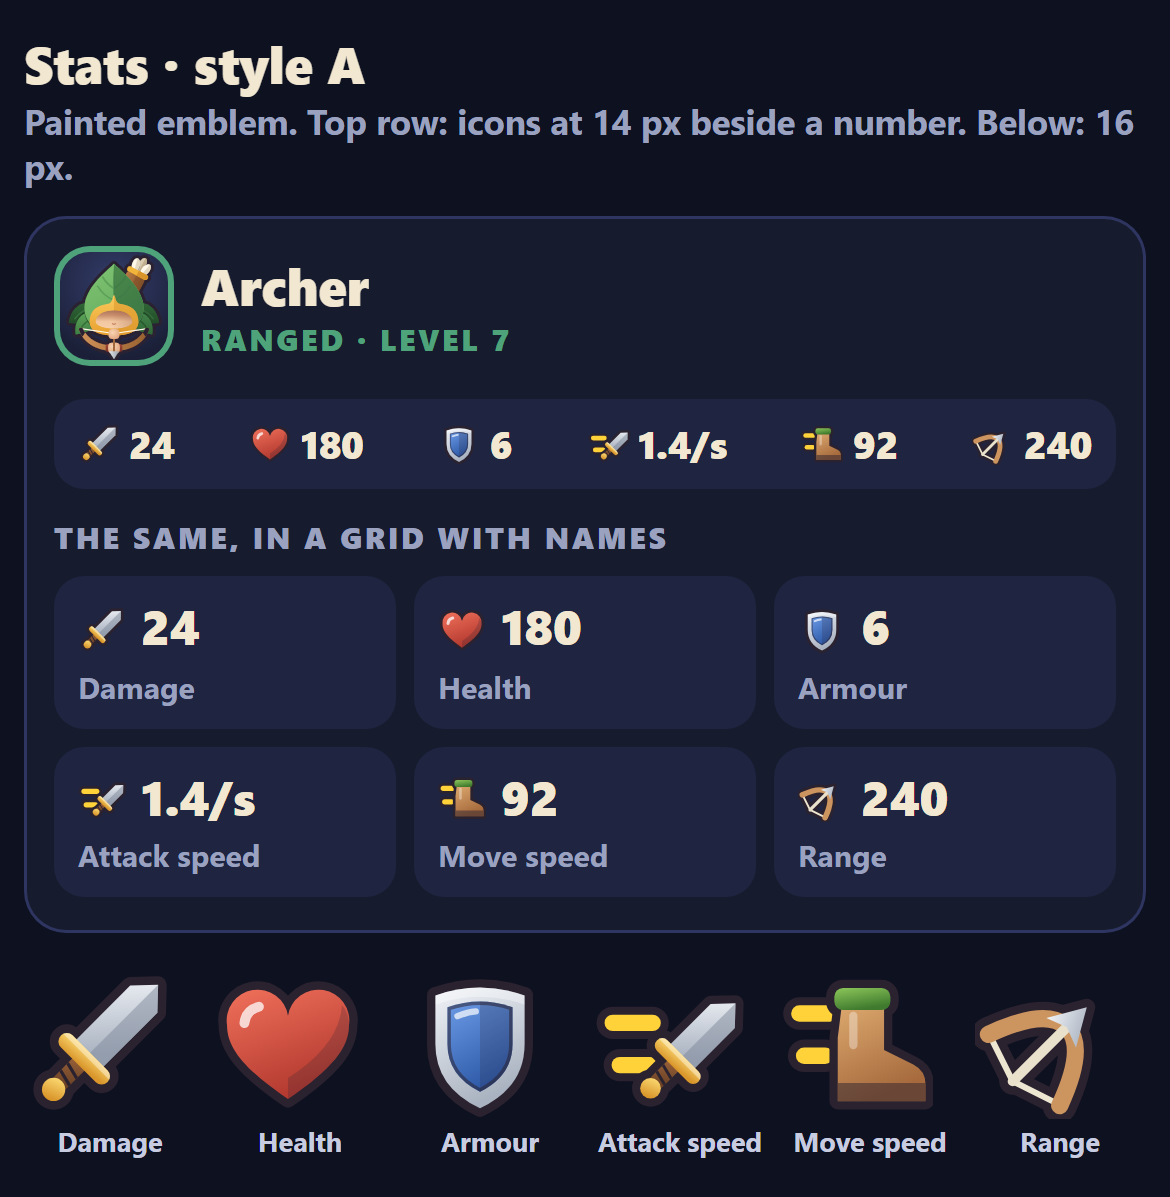 Stats · style A
Painted emblem. Top row: icons at 14 px beside a number. Below: 16
px.
Archer
RANGED · LEVEL 7
24 180 6 1.4/s 92 240
THE SAME, IN A GRID WITH NAMES
24 180 6
Damage Health Armour
1.4/s 92 240
Attack speed Move speed Range
Damage Health Armour Attack speed Move speed Range